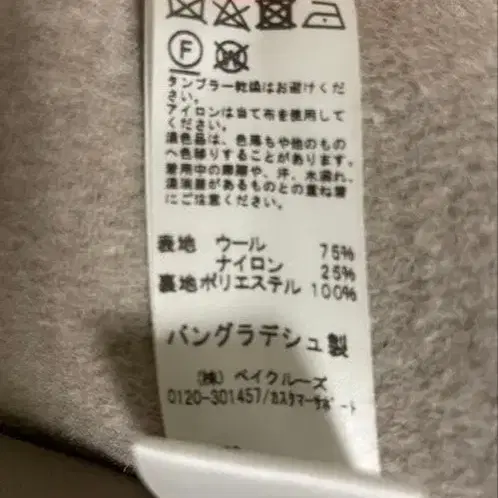 F
W
タンブラー乾燥はお避けくだ
さい。
アイロンは当て布を使用して
ください。
濃色品は、色落ちや他のもの
へ色移りすることがあります。
着用中の摩擦や、汗、水濡れ、
濃淡差があるものとの重ね着
にご注意ください。
表地 ウール 75%
ナイロン 25%
裏地ポリエステル 100%
バングラデシュ製
(株) ベイクルーズ
0120-301457/カスタマーサポート